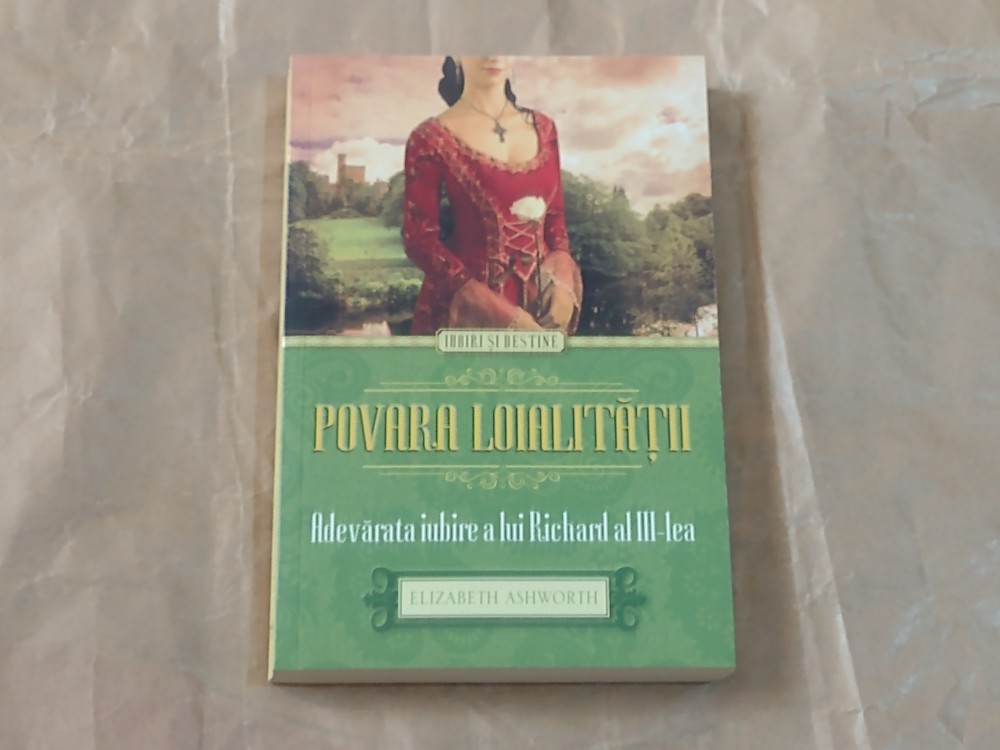 IUBIRI ȘI DESTINE
POVARA LOIALITĂȚII
Adevărata iubire a lui Richard al III-lea
ELIZABETH ASHWORTH